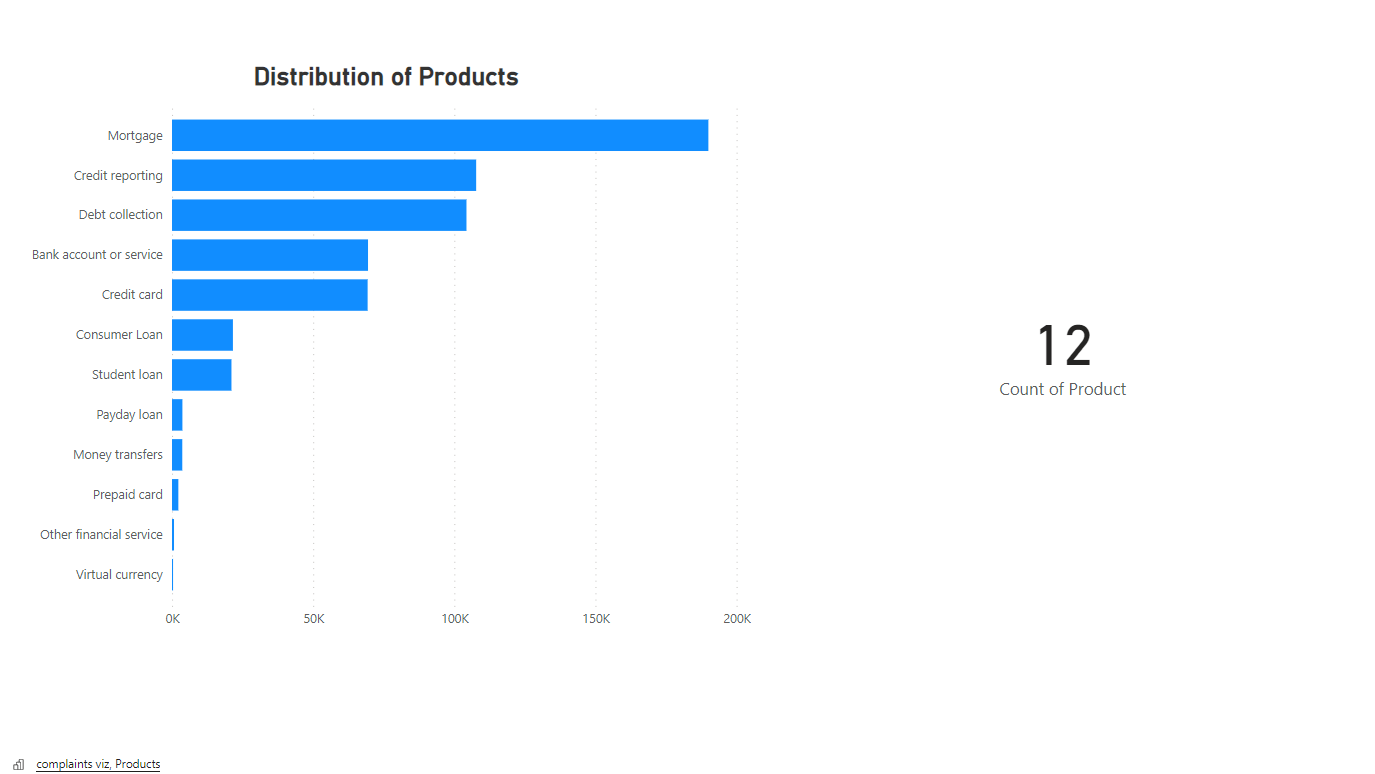 Distribution of Products
Mortgage
Credit reporting
Debt collection
Bank account or service
Credit card
Consumer Loan
Student loan
Payday loan
Money transfers
Prepaid card
Other financial service
Virtual currency
0K 50K 100K 150K 200K
12
Count of Product
complaints viz, Products